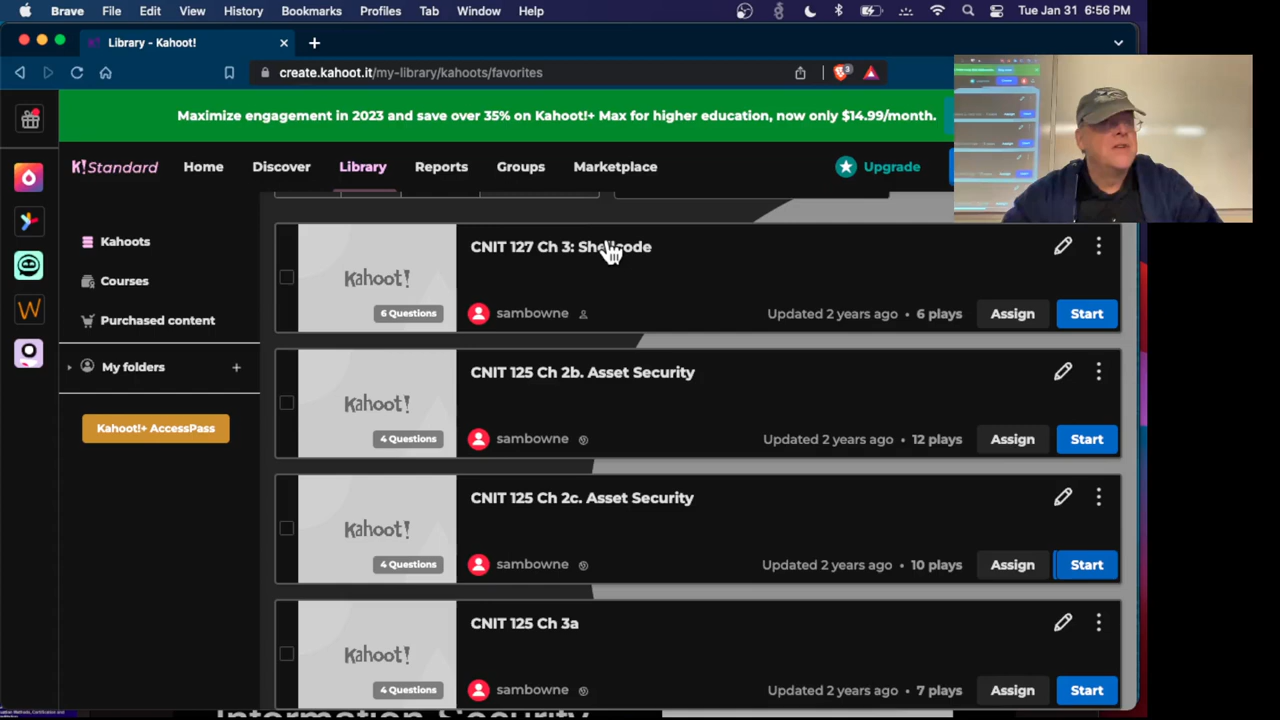 Brave File Edit View History Bookmarks Profiles Tab Window Help Tue Jan 31 6:56 PM
Library - Kahoot!
create.kahoot.it/my-library/kahoots/favorites
3
Maximize engagement in 2023 and save over 35% on Kahoot!+ Max for higher education, now only $14.99/month.
K!Standard Home Discover Library Reports Groups Marketplace Upgrade
Kahoots
Courses
Purchased content
My folders
Kahoot!+ AccessPass
CNIT 127 Ch 3: Shellcode
Kahoot!
6 Questions
sambowne
Updated 2 years ago • 6 plays
Assign
Start
CNIT 125 Ch 2b. Asset Security
Kahoot!
4 Questions
sambowne
Updated 2 years ago • 12 plays
Assign
Start
CNIT 125 Ch 2c. Asset Security
Kahoot!
4 Questions
sambowne
Updated 2 years ago • 10 plays
Assign
Start
CNIT 125 Ch 3a
Kahoot!
4 Questions
sambowne
Updated 2 years ago • 7 plays
Assign
Start
Information Security